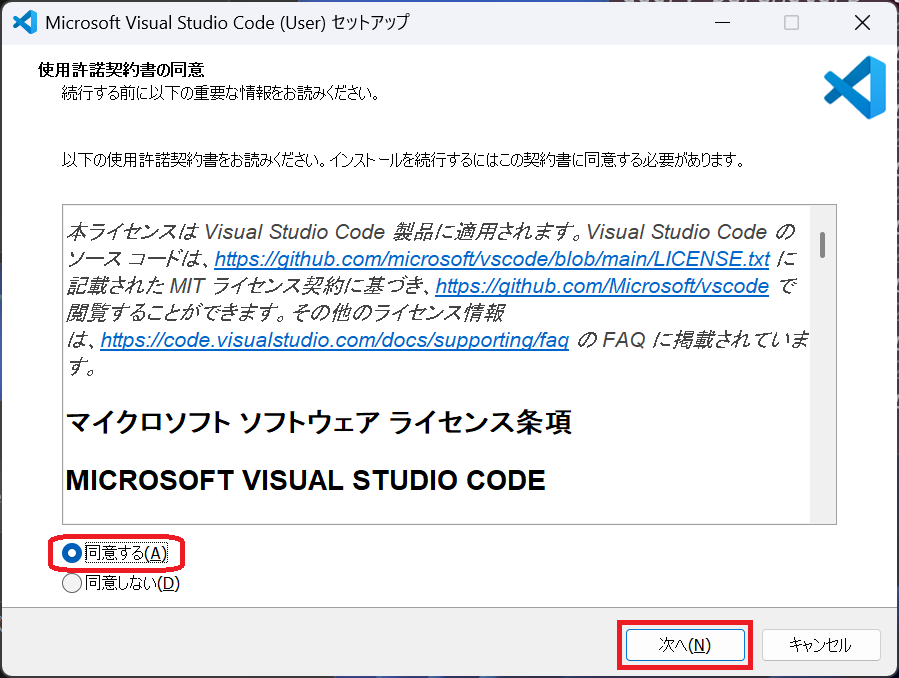 Microsoft Visual Studio Code (User) セットアップ
使用許諾契約書の同意
続行する前に以下の重要な情報をお読みください。
以下の使用許諾契約書をお読みください。インストールを続行するにはこの契約書に同意する必要があります。
本ライセンスは Visual Studio Code 製品に適用されます。Visual Studio Code の
ソース コードは、https://github.com/microsoft/vscode/blob/main/LICENSE.txt に
記載された MIT ライセンス契約に基づき、https://github.com/Microsoft/vscode で
閲覧することができます。その他のライセンス情報
は、https://code.visualstudio.com/docs/supporting/faq の FAQ に掲載されていま
す。
マイクロソフト ソフトウェア ライセンス条項
MICROSOFT VISUAL STUDIO CODE
同意する(A)
同意しない(D)
次へ(N)
キャンセル